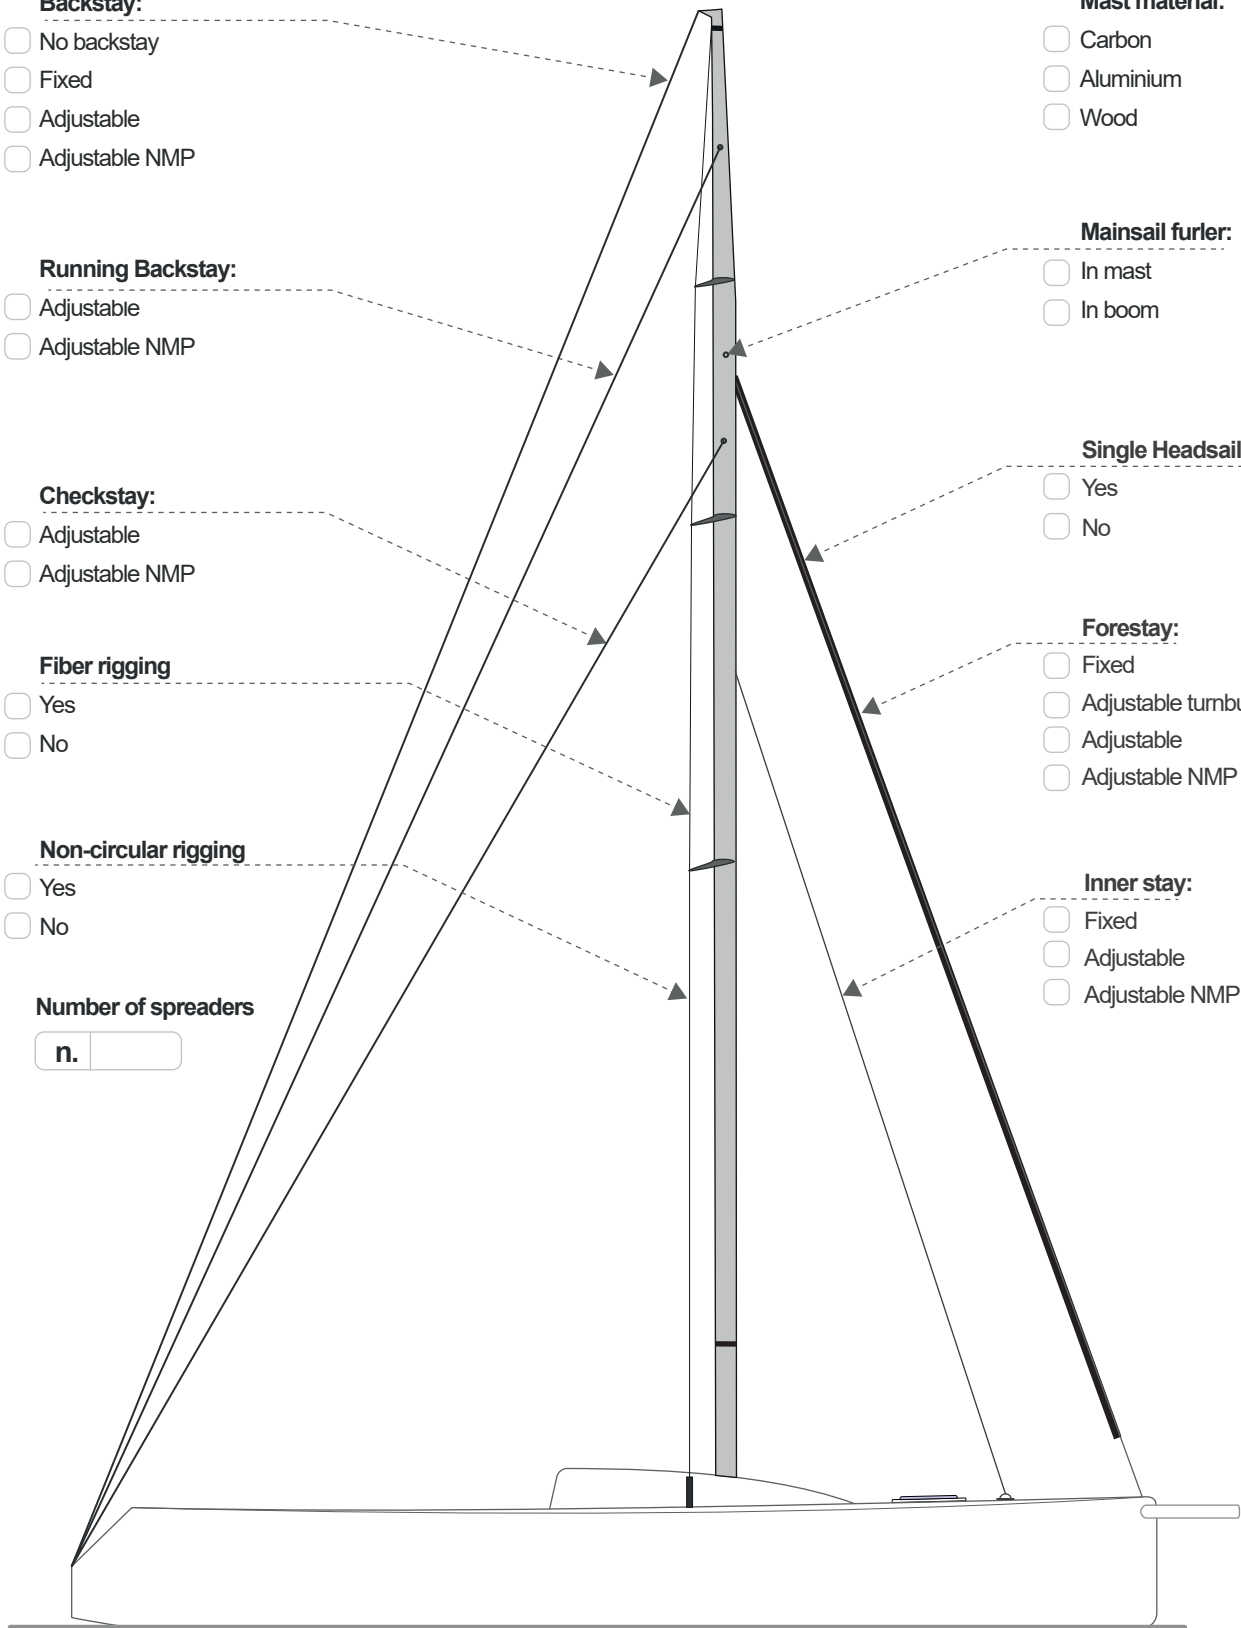 Backstay:
No backstay
Fixed
Adjustable
Adjustable NMP
Running Backstay:
Adjustable
Adjustable NMP
Checkstay:
Adjustable
Adjustable NMP
Fiber rigging
Yes
No
Non-circular rigging
Yes
No
Number of spreaders
n.
Mast material:
Carbon
Aluminium
Wood
Mainsail furler:
In mast
In boom
Single Headsail
Yes
No
Forestay:
Fixed
Adjustable
Adjustable
Adjustable NMP
Inner stay:
Fixed
Adjustable
Adjustable NMP